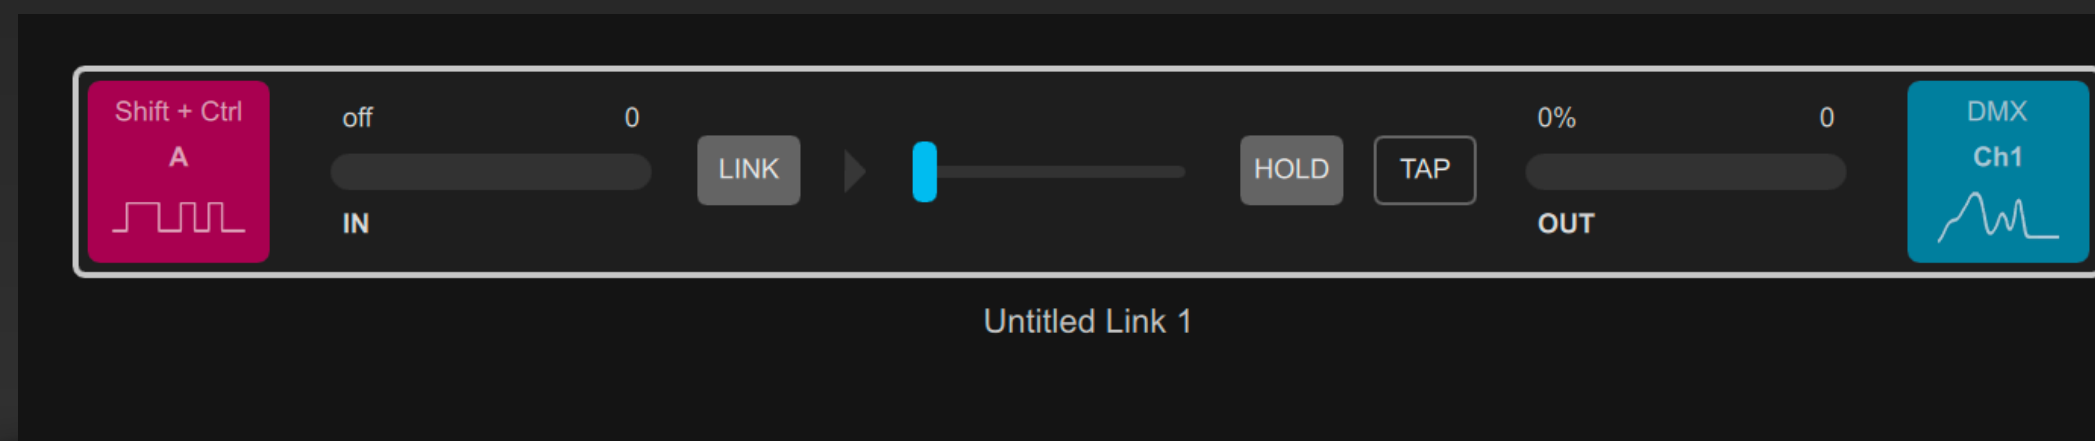 Shift + Ctrl
A
off 0
IN
LINK
HOLD
TAP
0% 0
OUT
DMX
Ch1
Untitled Link 1